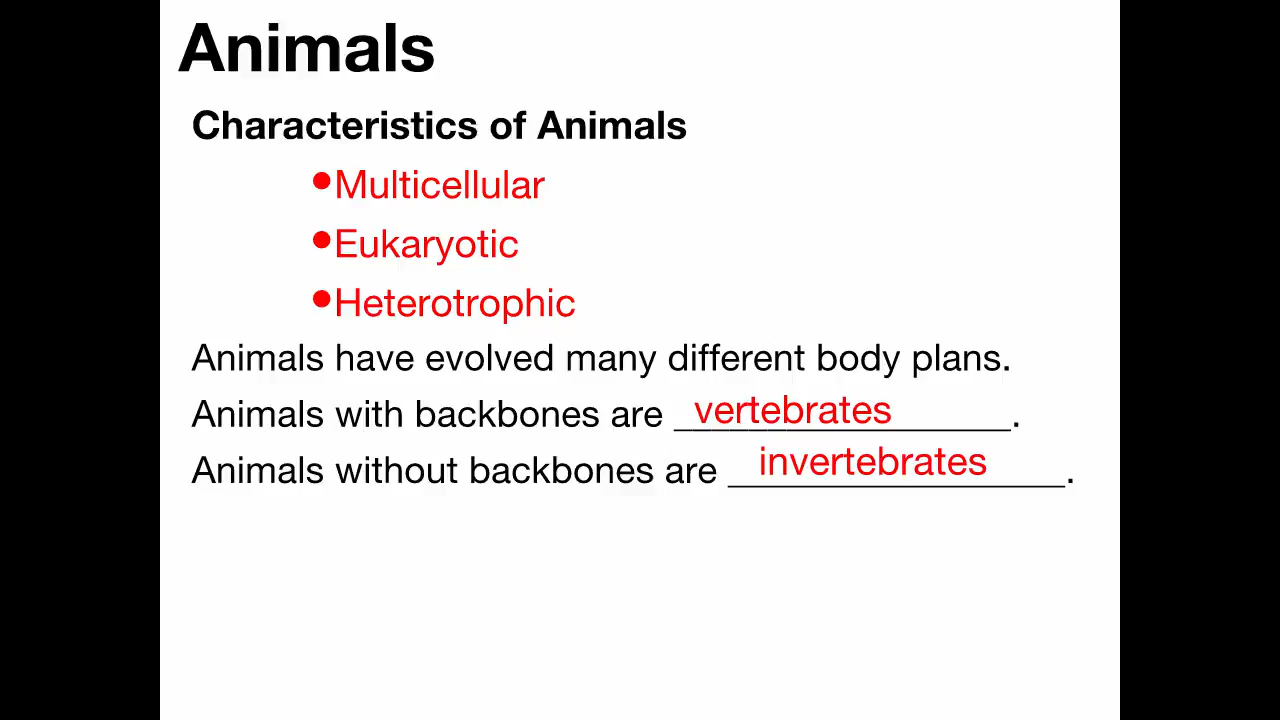 Animals
Characteristics of Animals
•Multicellular
•Eukaryotic
•Heterotrophic
Animals have evolved many different body plans.
Animals with backbones are vertebrates.
Animals without backbones are invertebrates.